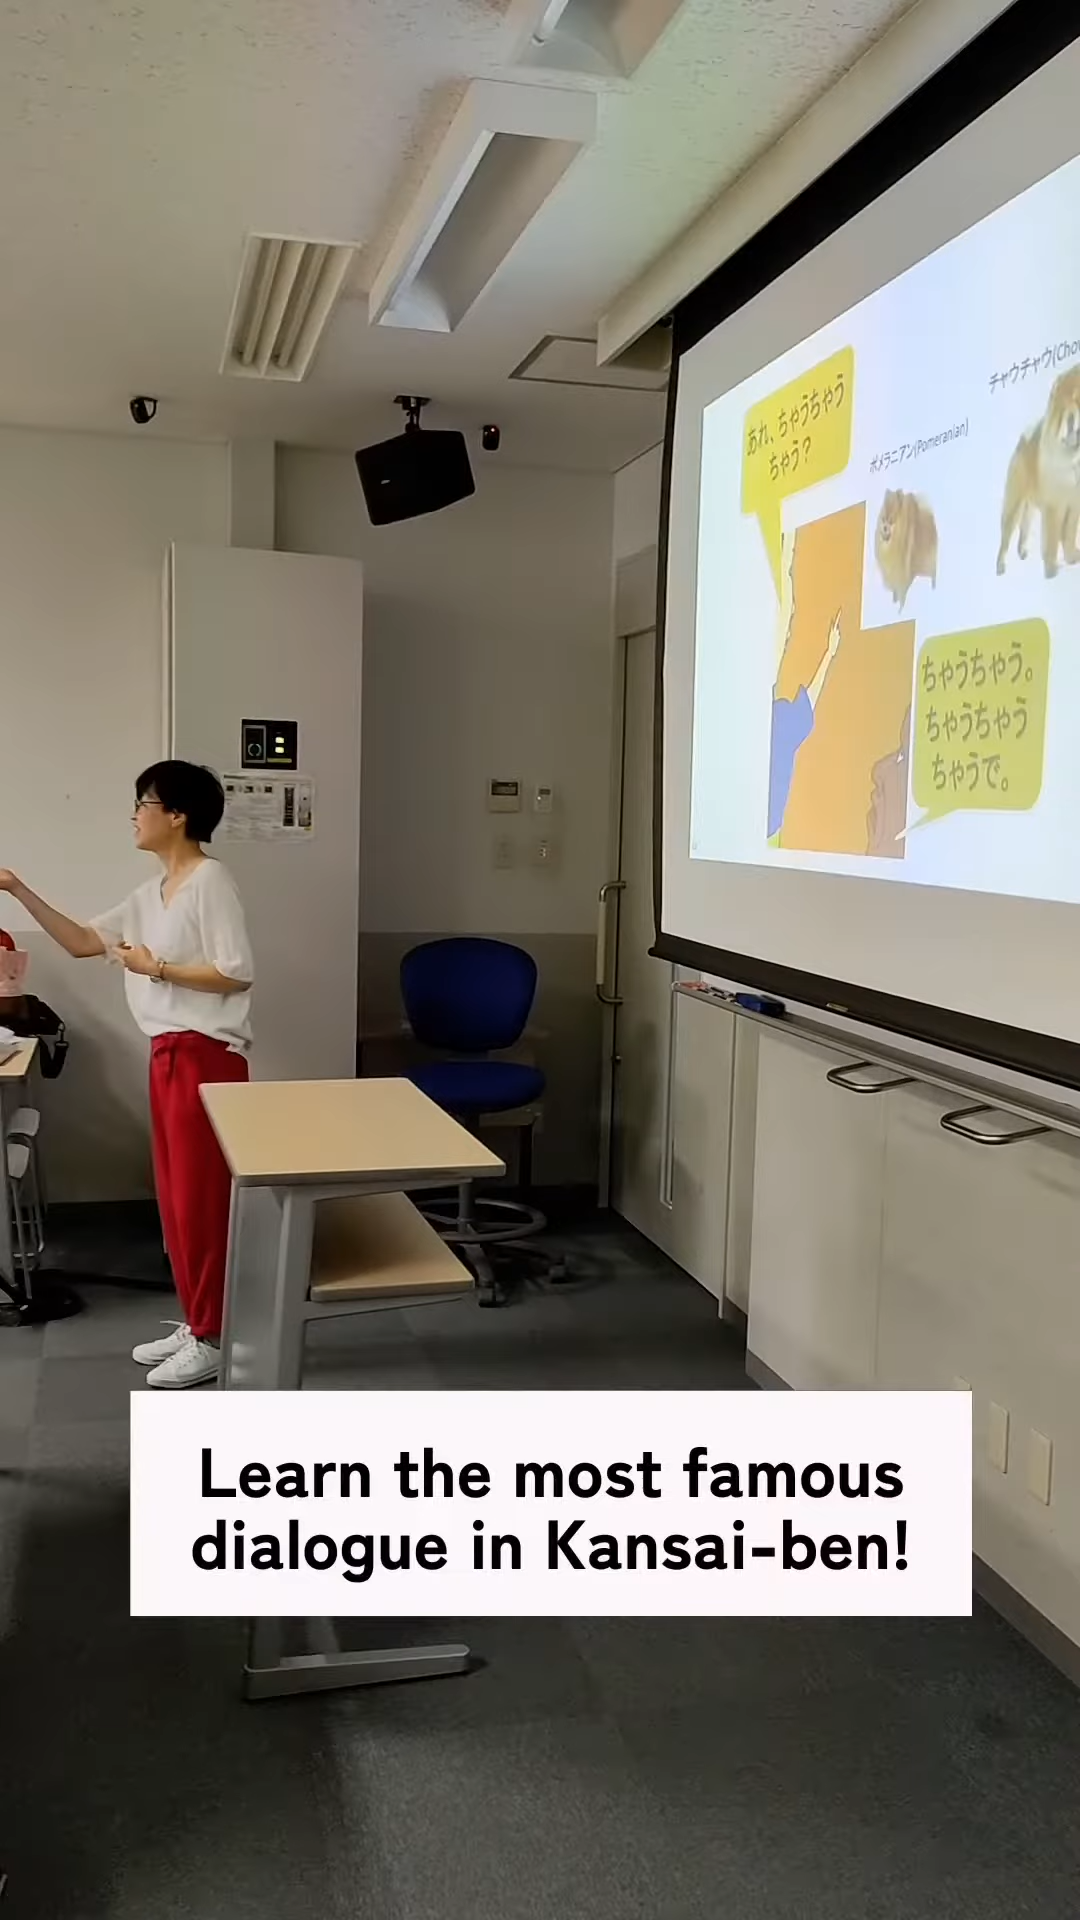 あれ、ちゃうちゃう
ちゃう?
ポメラニアン(Pomeranian)
チャウチャウ(Chow
ちゃうちゃう。
ちゃうちゃう
ちゃうで。
Learn the most famous
dialogue in Kansai-ben!